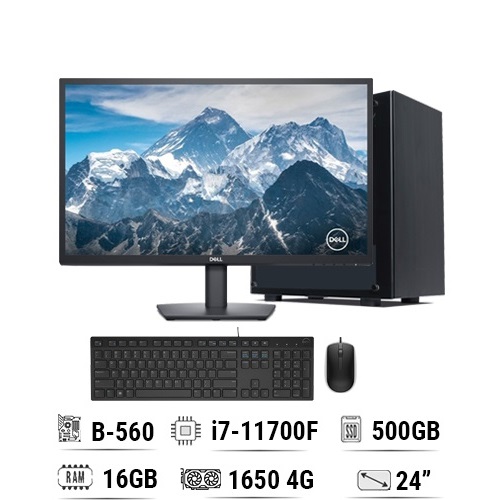 DELL
DELL
B-560
i7-11700F
SSD
500GB
RAM
16GB
1650 4G
24”